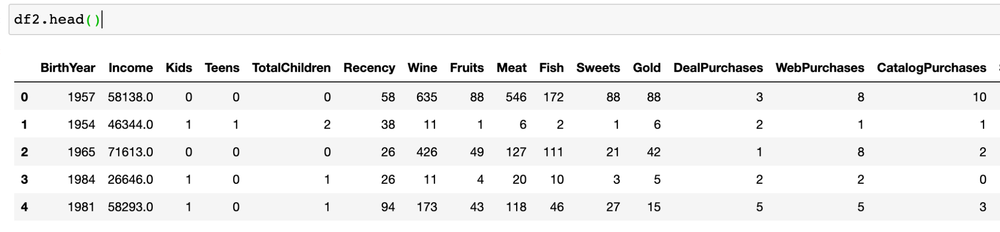 df2.head()
BirthYear Income Kids Teens TotalChildren Recency Wine Fruits Meat Fish Sweets Gold DealPurchases WebPurchases CatalogPurchases
0 1957 58138.0 0 0 0 58 635 88 546 172 88 88 3 8 10
1 1954 46344.0 1 1 2 38 11 1 6 2 1 6 2 1 1
2 1965 71613.0 0 0 0 26 426 49 127 111 21 42 1 8 2
3 1984 26646.0 1 0 1 26 11 4 20 10 3 5 2 2 0
4 1981 58293.0 1 0 1 94 173 43 118 46 27 15 5 5 3